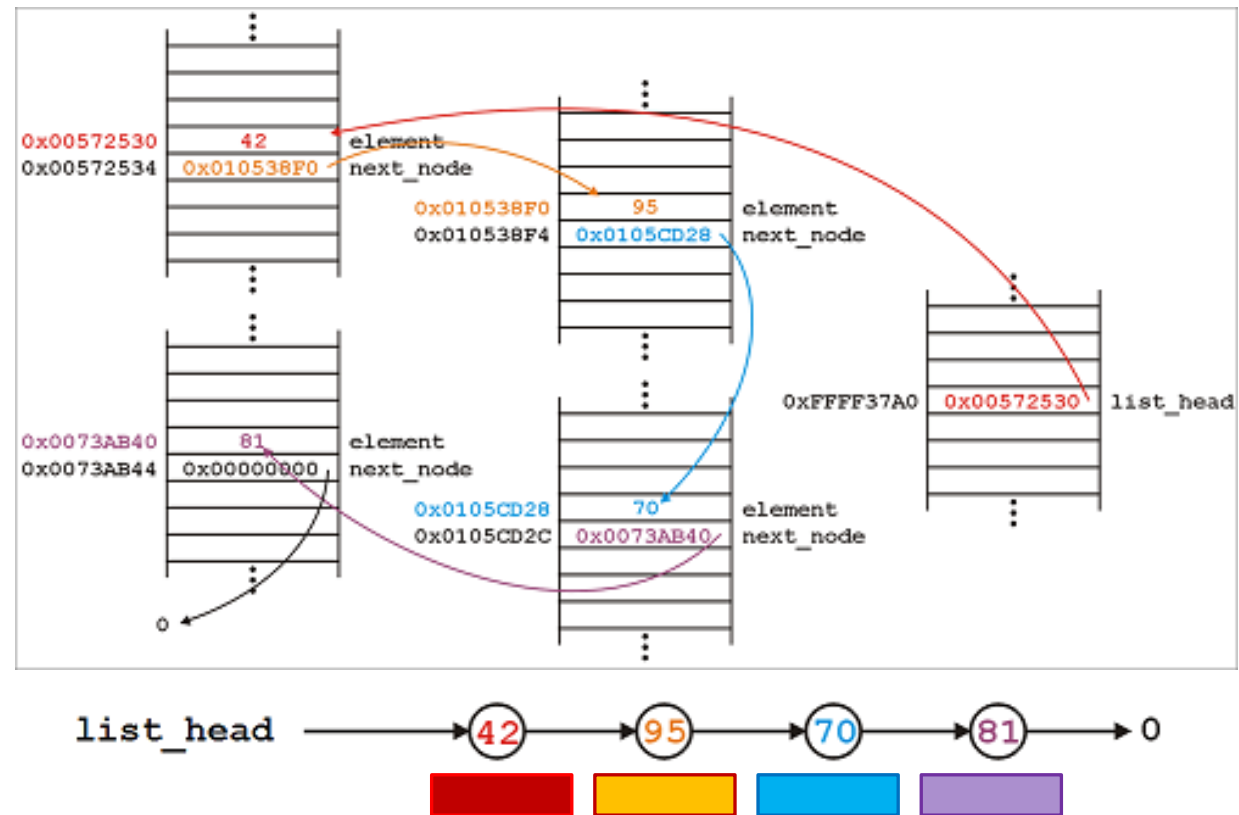 0x00572530 42 element
0x00572534 0x010538F0 next_node
0x010538F0 95 element
0x010538F4 0x0105CD28 next_node
0xFFFF37A0 0x00572530 list_head
0x0073AB40 81 element
0x0073AB44 0x00000000 next_node
0x0105CD28 70 element
0x0105CD2C 0x0073AB40 next_node
0
list_head 42 95 70 81 0